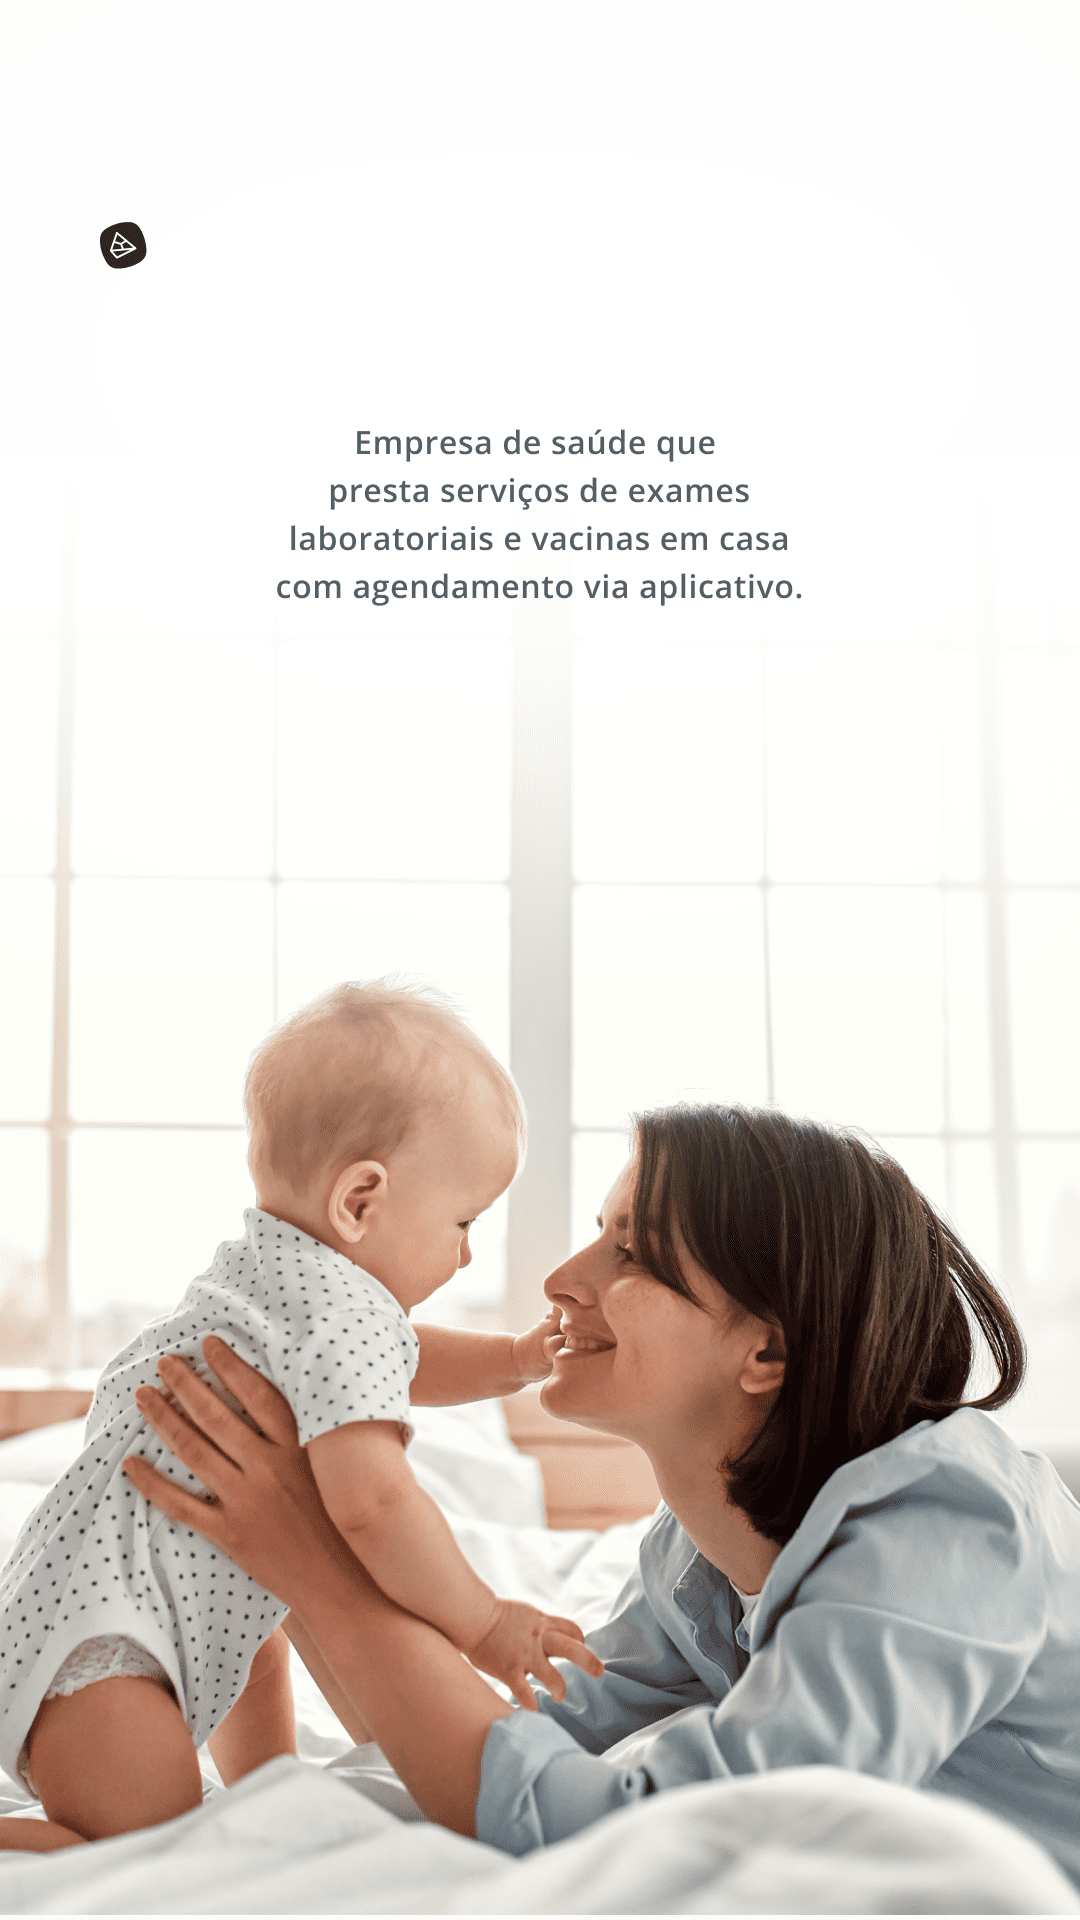 Empresa de saúde que
presta serviços de exames
laboratoriais e vacinas em casa
com agendamento via aplicativo.